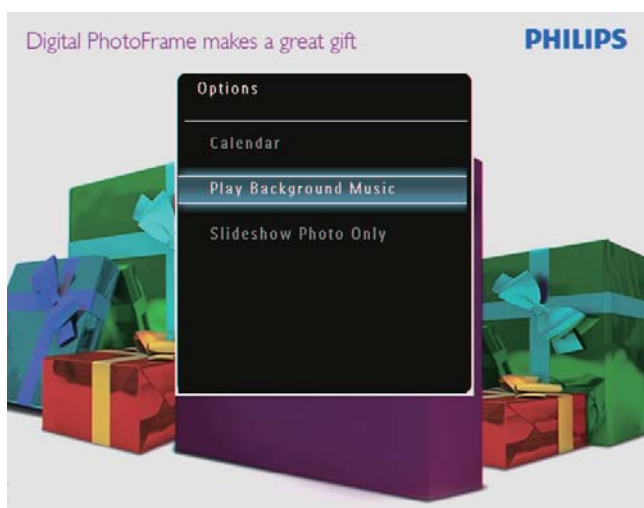 Digital PhotoFrame makes a great gift
PHILIPS
Options
Calendar
Play Background Music
Slideshow Photo Only